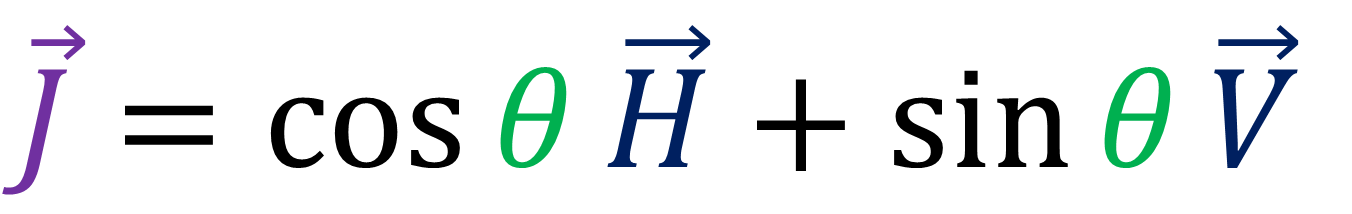 J⃗ = cos θ H⃗ + sin θ V⃗